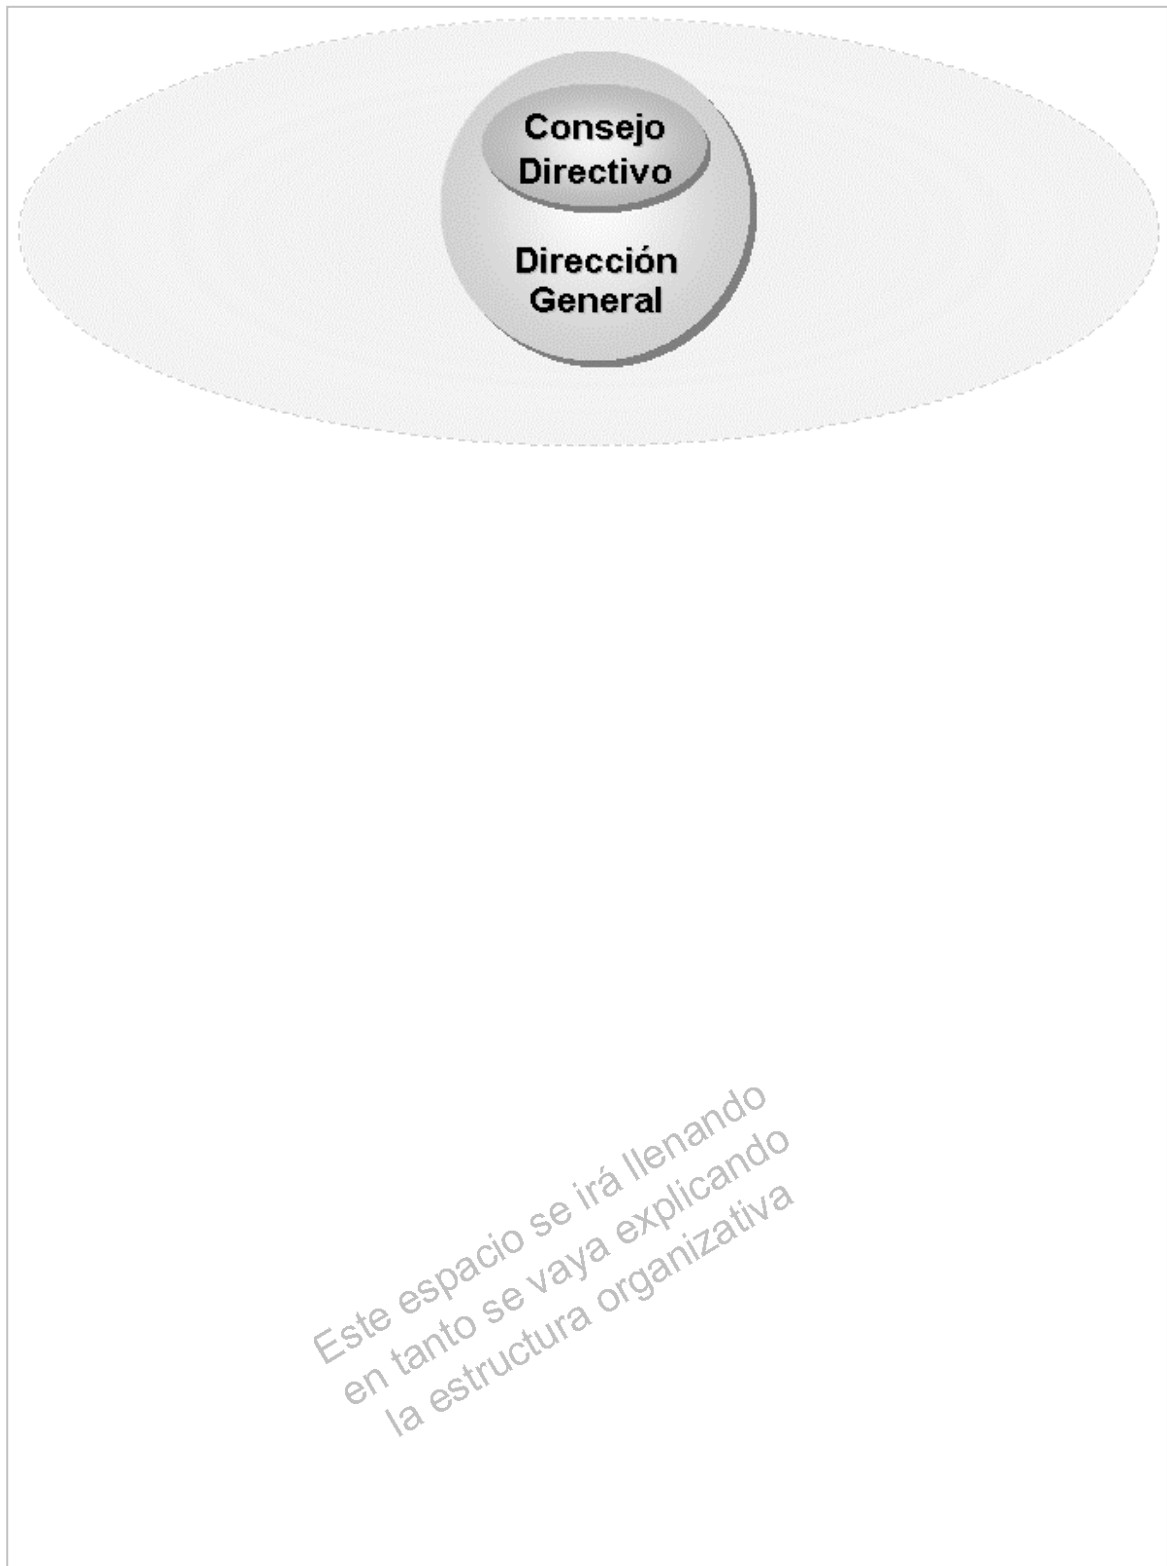 Consejo
Directivo
Dirección
General
Este espacio se irá llenando
en tanto se vaya explicando
la estructura organizativa